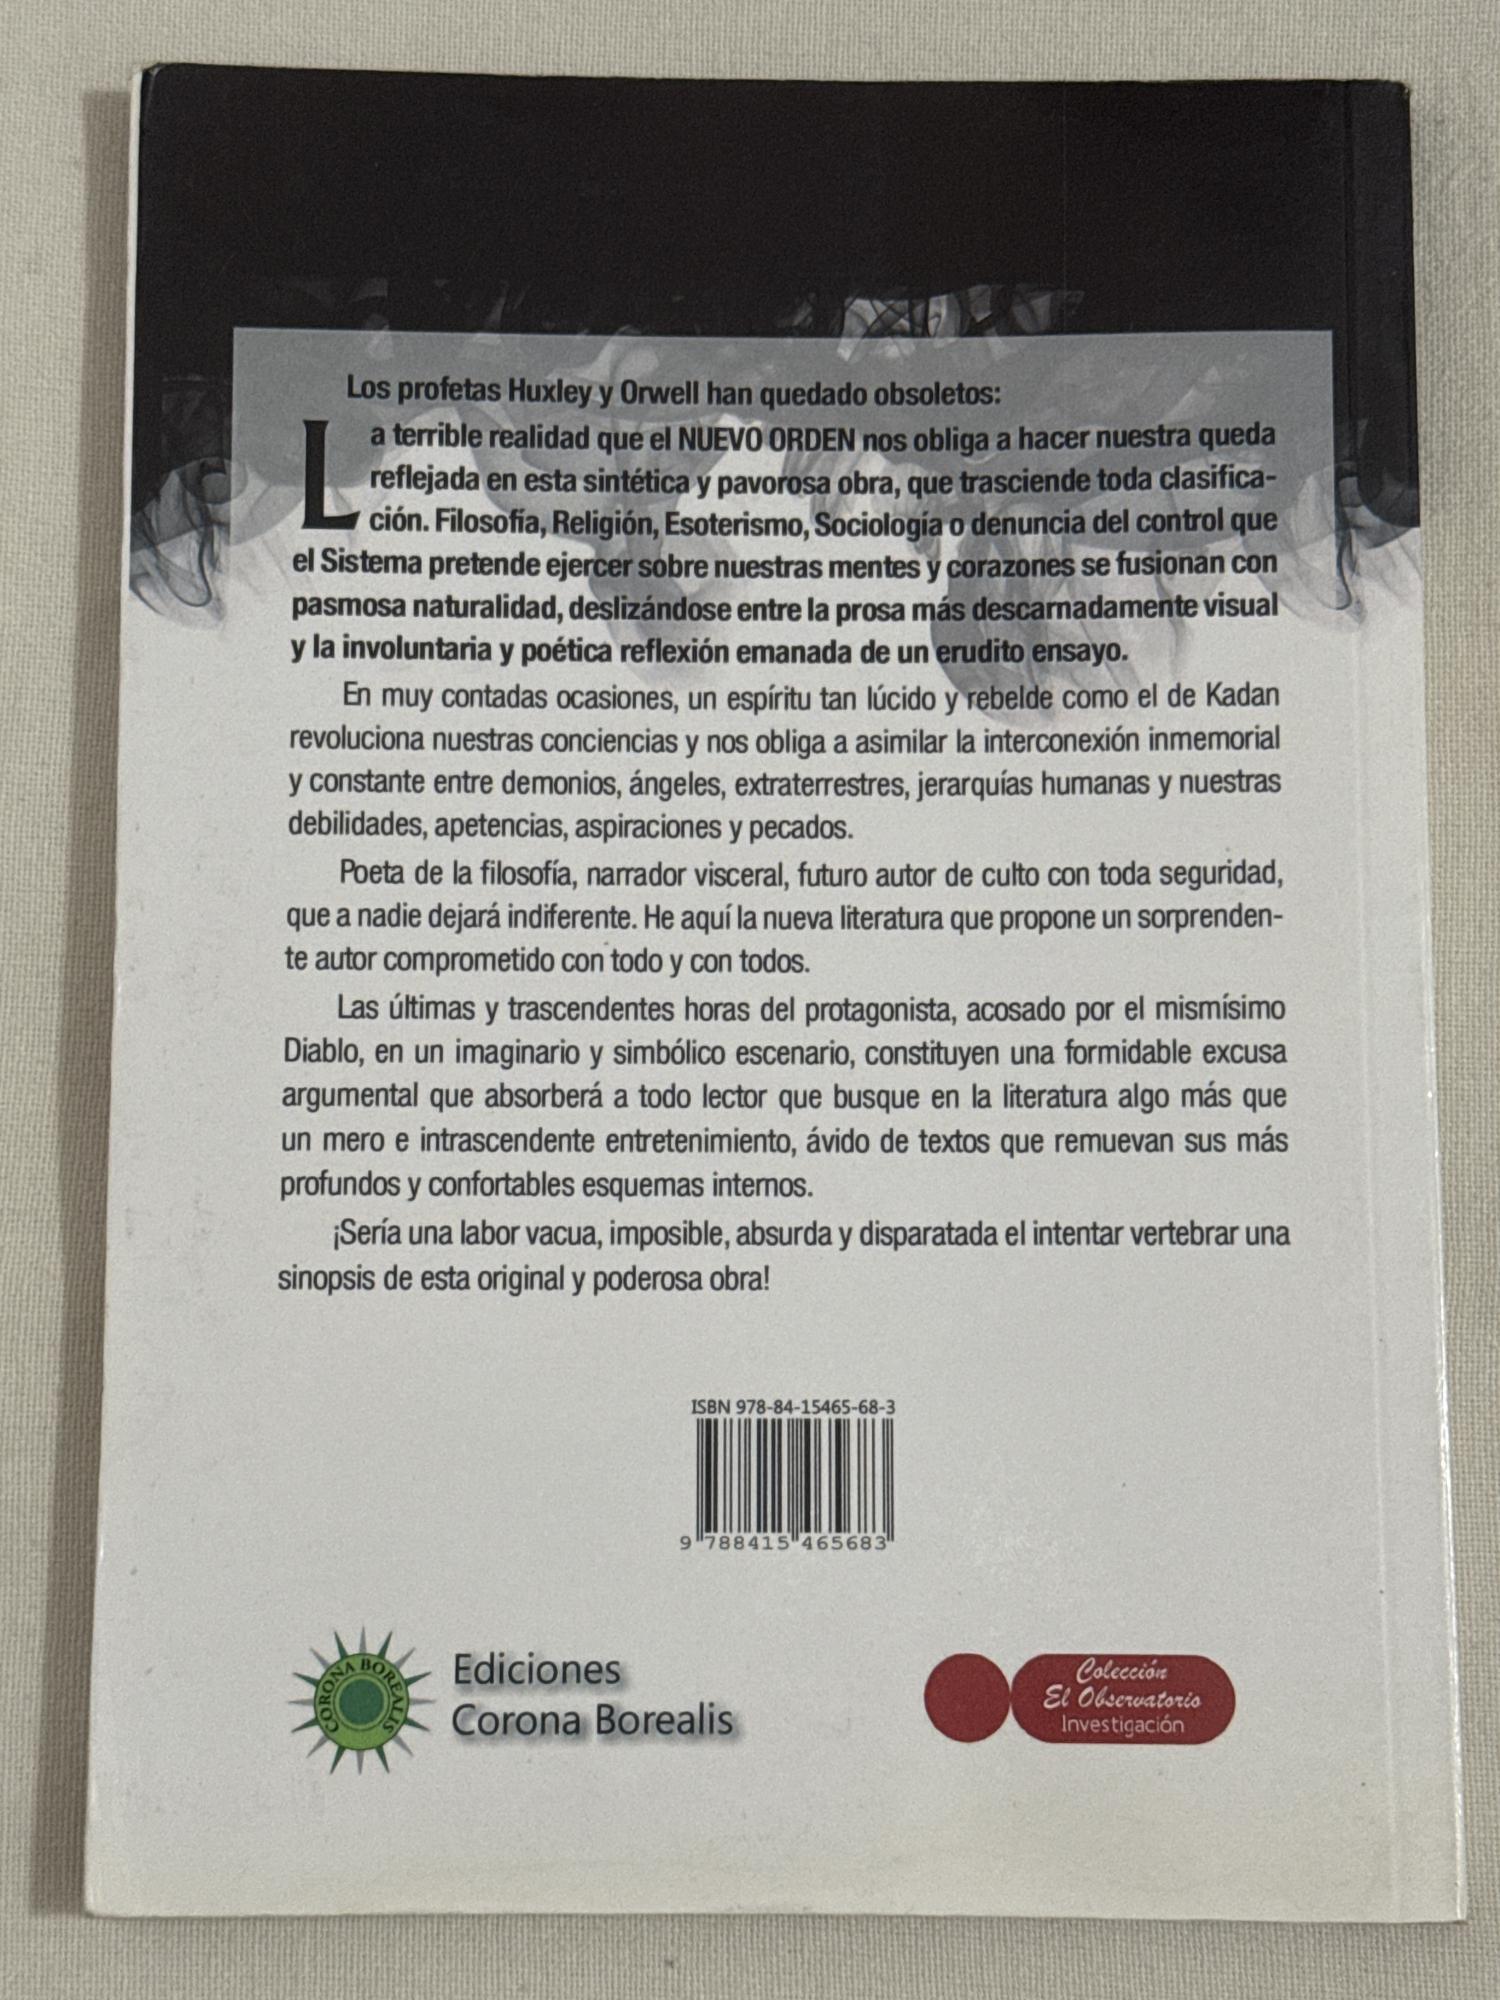 Los profetas Huxley y Orwell han quedado obsoletos:
La terrible realidad que el NUEVO ORDEN nos obliga a hacer nuestra queda
reflejada en esta sintética y pavorosa obra, que trasciende toda clasifica-
ción. Filosofía, Religión, Esoterismo, Sociología o denuncia del control que
el Sistema pretende ejercer sobre nuestras mentes y corazones se fusionan con
pasmosa naturalidad, deslizándose entre la prosa más descarnadamente visual
y la involuntaria y poética reflexión emanada de un erudito ensayo.
En muy contadas ocasiones, un espíritu tan lúcido y rebelde como el de Kadan
revoluciona nuestras conciencias y nos obliga a asimilar la interconexión inmemorial
y constante entre demonios, ángeles, extraterrestres, jerarquías humanas y nuestras
debilidades, apetencias, aspiraciones y pecados.
Poeta de la filosofía, narrador visceral, futuro autor de culto con toda seguridad,
que a nadie dejará indiferente. He aquí la nueva literatura que propone un sorprenden-
te autor comprometido con todo y con todos.
Las últimas y trascendentes horas del protagonista, acosado por el mismísimo
Diablo, en un imaginario y simbólico escenario, constituyen una formidable excusa
argumental que absorberá a todo lector que busque en la literatura algo más que
un mero e intrascendente entretenimiento, ávido de textos que remuevan sus más
profundos y confortables esquemas internos.
¡Sería una labor vacua, imposible, absurda y disparatada el intentar vertebrar una
sinopsis de esta original y poderosa obra!
ISBN 978-84-15465-68-3
9 788415 465683
CORONA BOREALIS
Ediciones
Corona Borealis
Colección
El Observatorio
Investigación